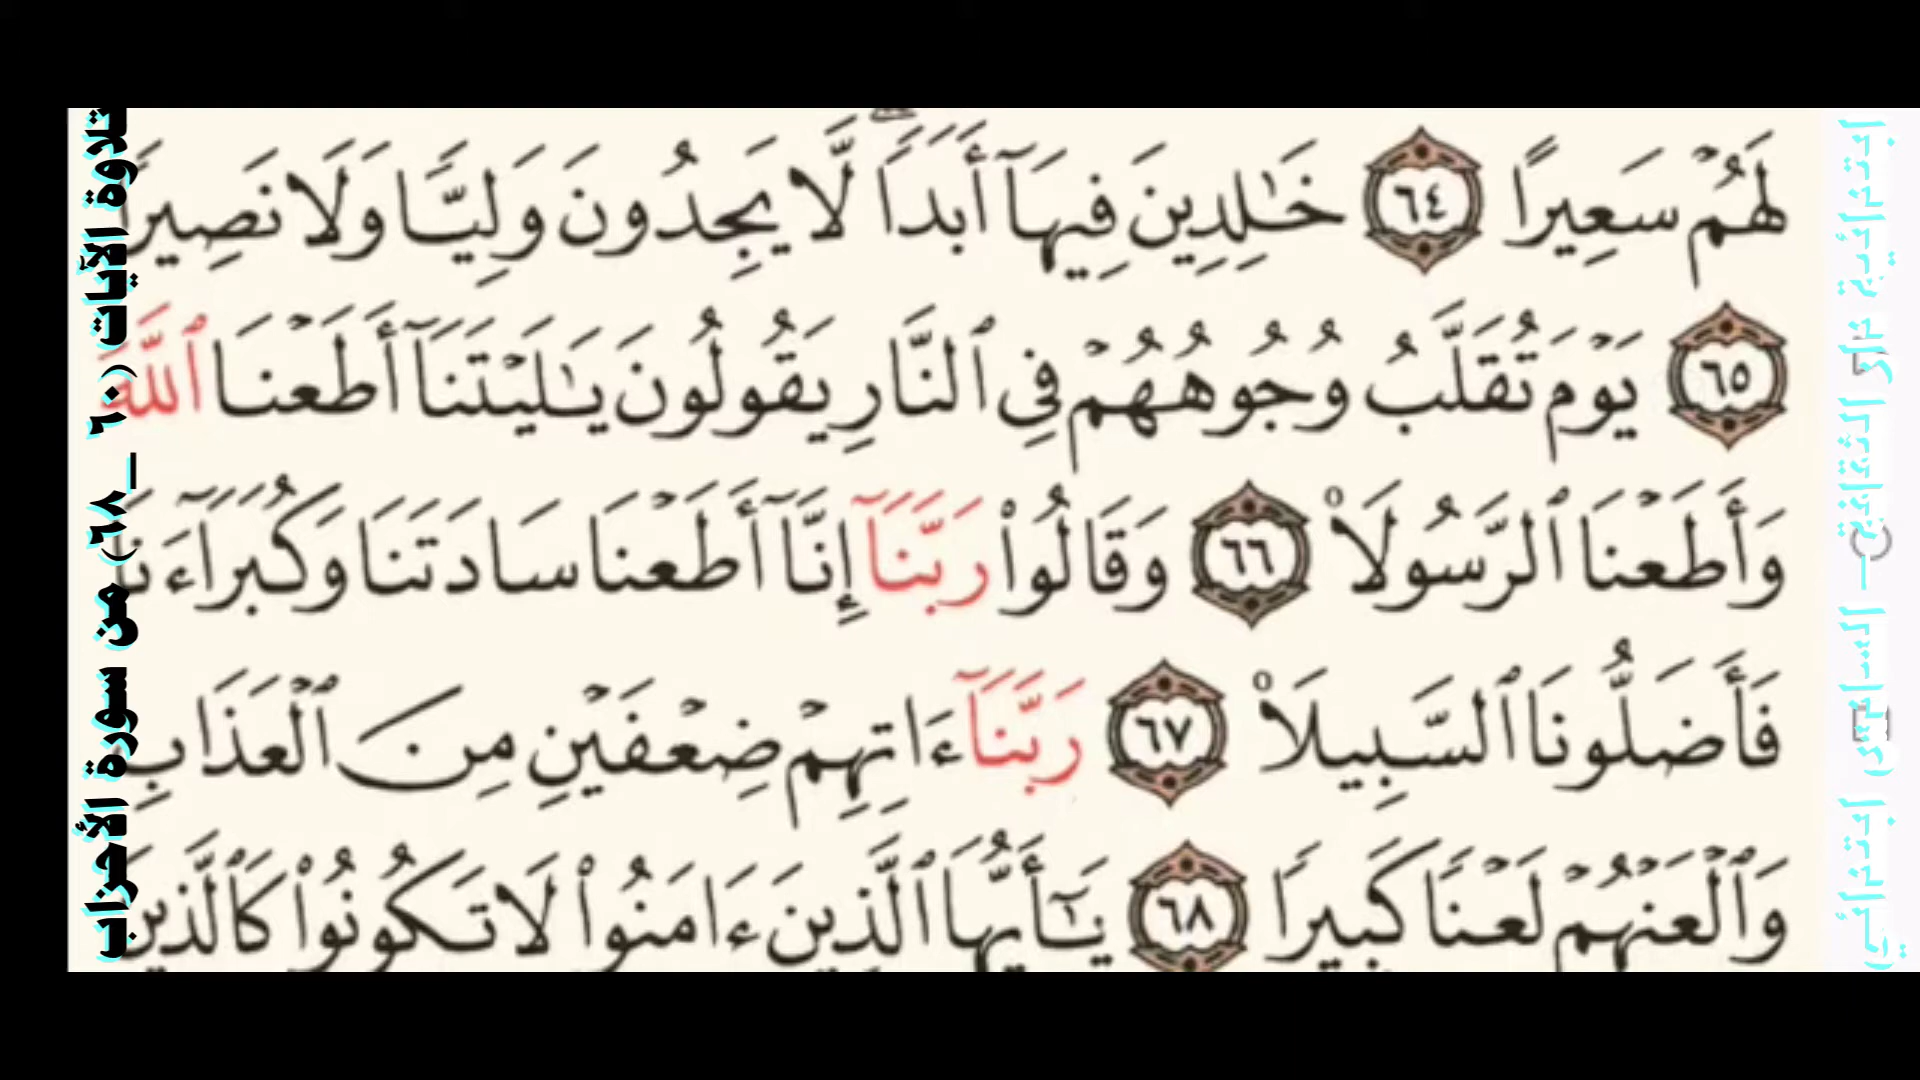 لَهُمْ سَعِيرًا ٦٤ خَٰلِدِينَ فِيهَآ أَبَدًا لَّا يَجِدُونَ وَلِيًّا وَلَا نَصِيرًا
٦٥ يَوْمَ تُقَلَّبُ وُجُوهُهُمْ فِى ٱلنَّارِ يَقُولُونَ يَٰلَيْتَنَآ أَطَعْنَا ٱللَّهَ
وَأَطَعْنَا ٱلرَّسُولَا۠ ٦٦ وَقَالُوا۟ رَبَّنَآ إِنَّآ أَطَعْنَا سَادَتَنَا وَكُبَرَآءَنَا
فَأَضَلُّونَا ٱلسَّبِيلَا۠ ٦٧ رَبَّنَآ ءَاتِهِمْ ضِعْفَيْنِ مِنَ ٱلْعَذَابِ
وَٱلْعَنْهُمْ لَعْنًا كَبِيرًا ٦٨ يَٰٓأَيُّهَا ٱلَّذِينَ ءَامَنُوا۟ لَا تَكُونُوا۟ كَٱلَّذِينَ
تلاوة الآيات (٦٠ _ ٦٨) من سورة الأحزاب